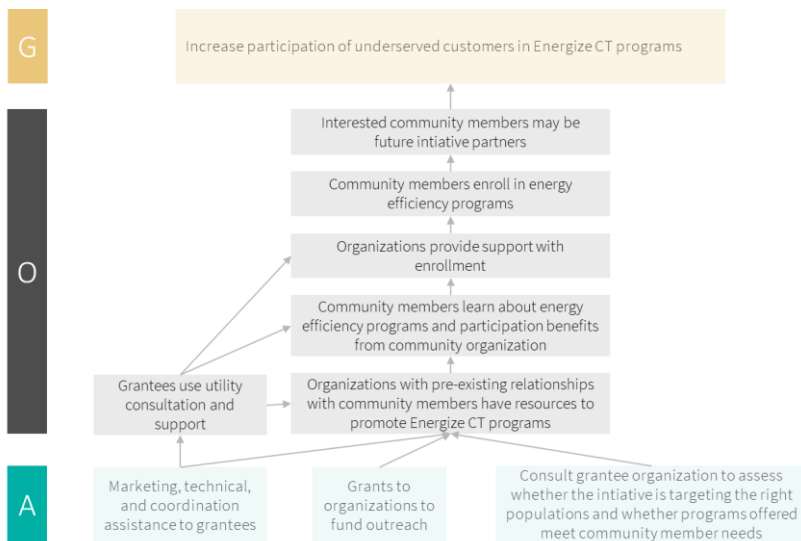 G
Increase participation of underserved customers in Energize CT programs
O
Interested community members may be
future intiative partners
Community members enroll in energy
efficiency programs
Organizations provide support with
enrollment
Community members learn about energy
efficiency programs and participation benefits
from community organization
Grantees use utility
consultation and
support
Organizations with pre-existing relationships
with community members have resources to
promote Energize CT programs
A
Marketing, technical,
and coordination
assistance to grantees
Grants to
organizations to
fund outreach
Consult grantee organization to assess
whether the intiative is targeting the right
populations and whether programs offered
meet community member needs